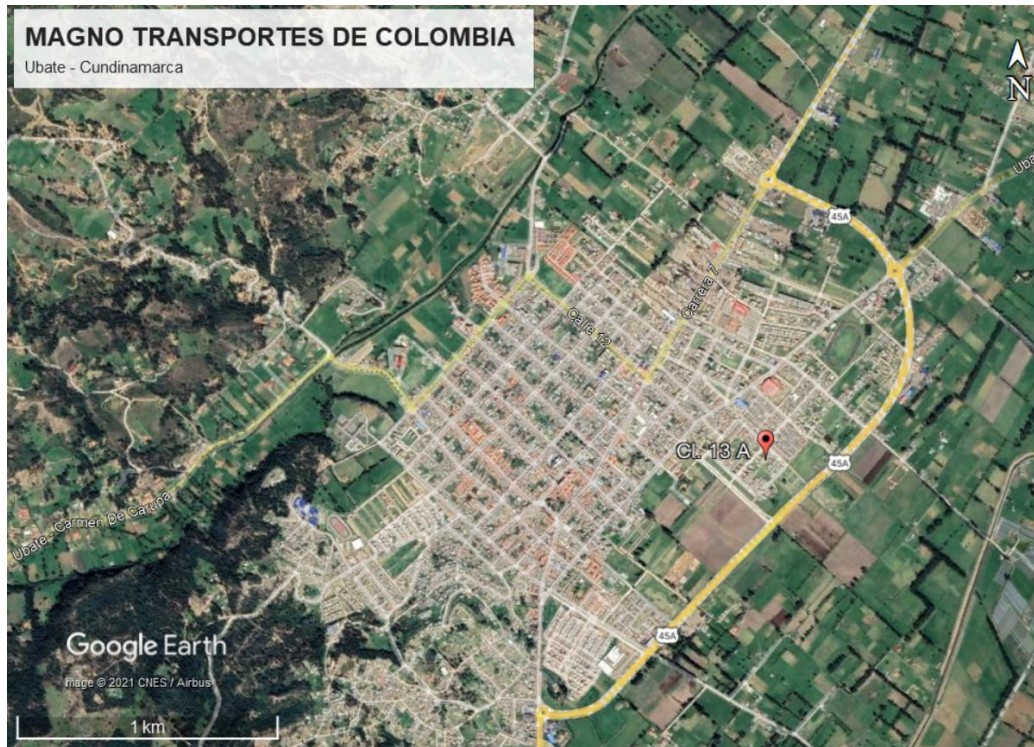 MAGNO TRANSPORTES DE COLOMBIA
Ubate - Cundinamarca
N
Uba
45A
Carrera 7
Calle 12
Cl. 13 A
45A
Ubate - Carmen De Carupa
45A
Google Earth
Image © 2021 CNES / Airbus
1 km